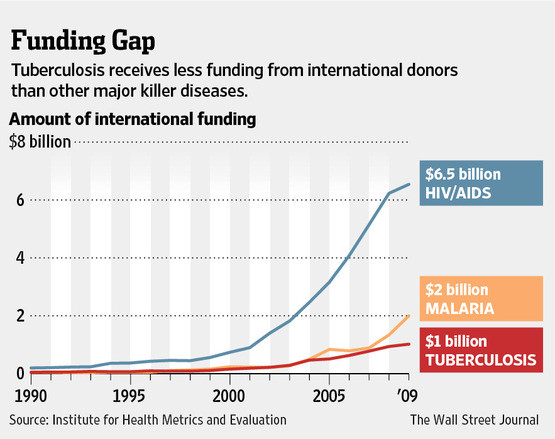 Funding Gap
Tuberculosis receives less funding from international donors
than other major killer diseases.
Amount of international funding
$8 billion
6
4
2
0
1990 1995 2000 2005 '09
$6.5 billion
HIV/AIDS
$2 billion
MALARIA
$1 billion
TUBERCULOSIS
Source: Institute for Health Metrics and Evaluation The Wall Street Journal